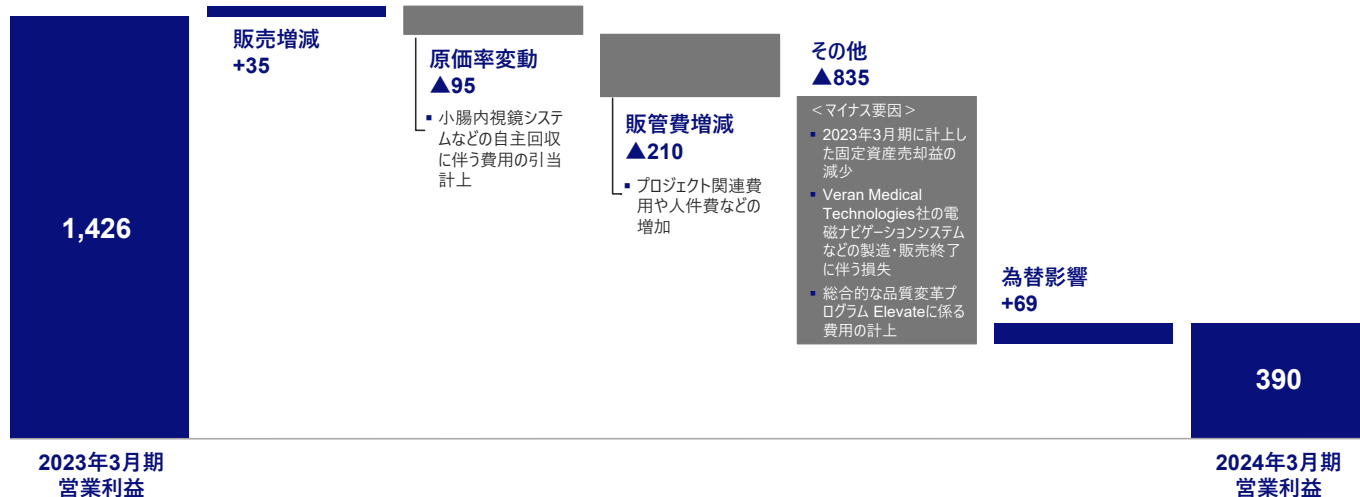 1,426
2023年3月期
営業利益
販売増減
+35
原価率変動
▲95
▪ 小腸内視鏡システ
ムなどの自主回収
に伴う費用の引当
計上
販管費増減
▲210
▪ プロジェクト関連費
用や人件費などの
増加
その他
▲835
<マイナス要因>
▪ 2023年3月期に計上し
た固定資産売却益の
減少
▪ Veran Medical
Technologies社の電
磁ナビゲーションシステム
などの製造・販売終了
に伴う損失
▪ 総合的な品質変革プ
ログラム Elevateに係る
費用の計上
為替影響
+69
390
2024年3月期
営業利益